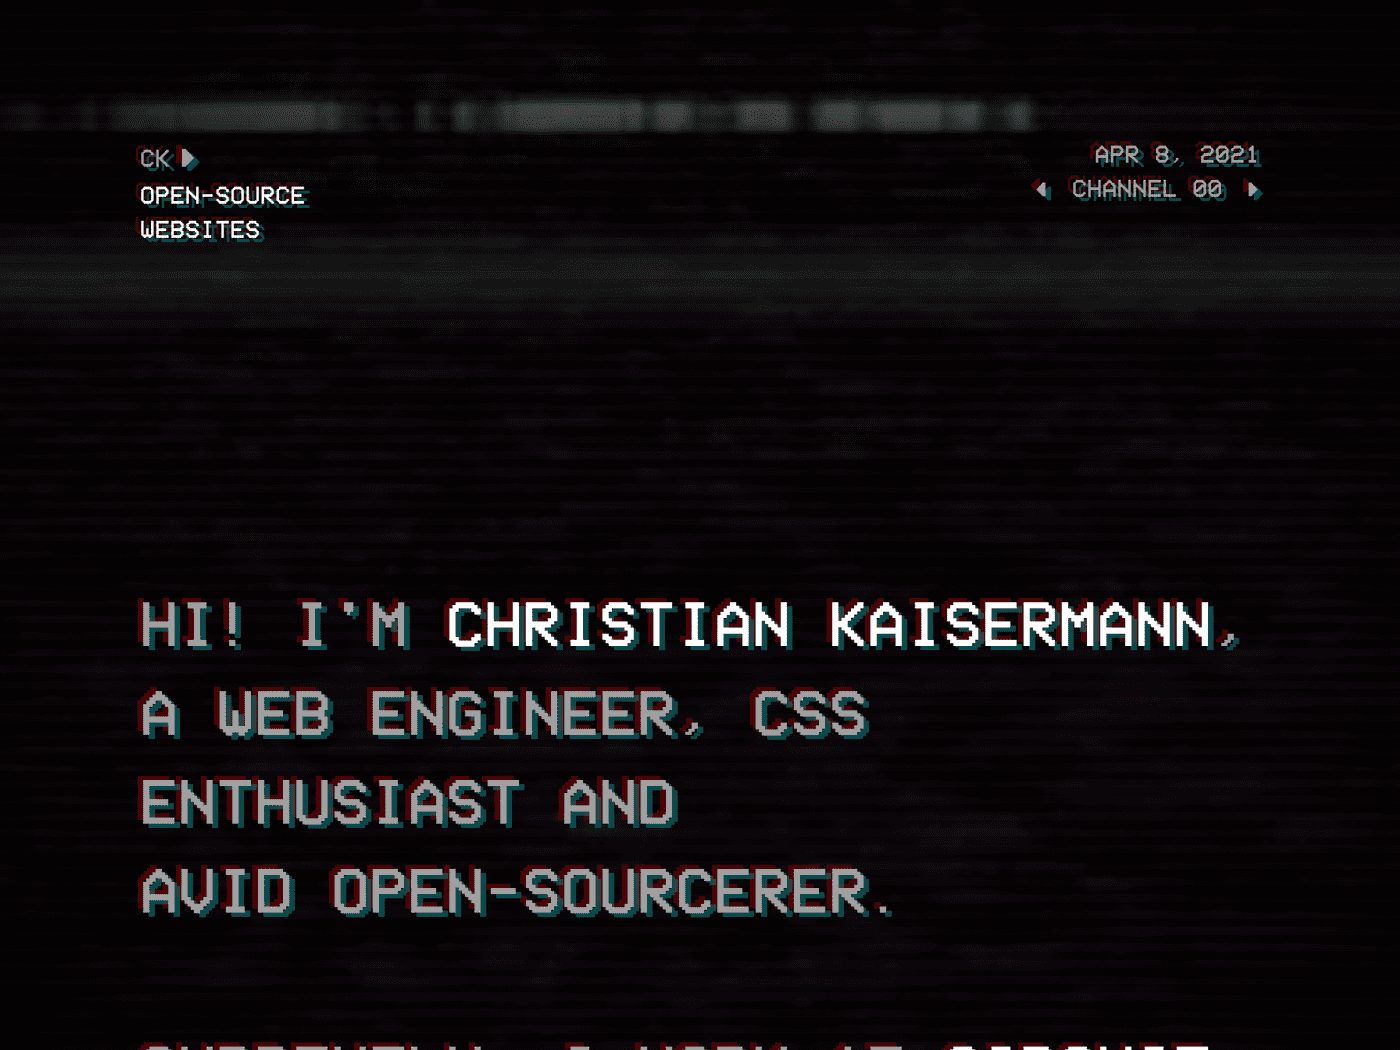 CK ▶
OPEN-SOURCE
WEBSITES
APR 8, 2021
◀ CHANNEL 00 ▶
HI! I'M CHRISTIAN KAISERMANN,
A WEB ENGINEER, CSS
ENTHUSIAST AND
AVID OPEN-SOURCERER.